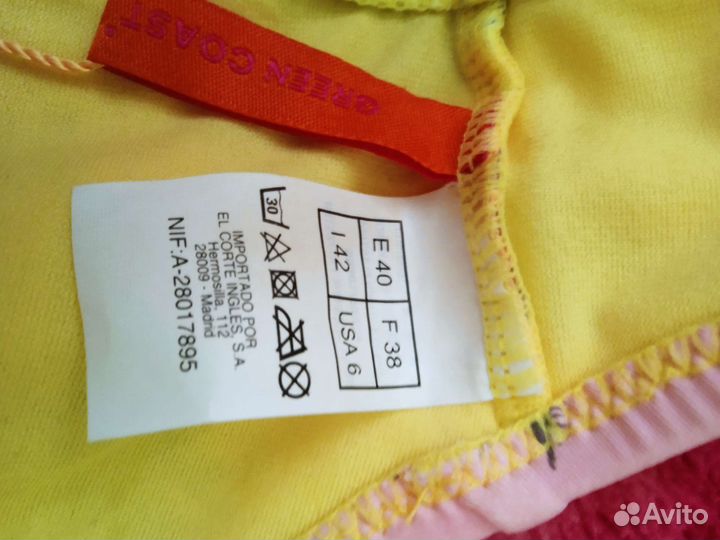 GREEN COAST
E 40 F 38
I 42 USA 6
30
IMPORTADO POR
EL CORTE INGLES, S.A.
Hermosilla, 112
28009 - Madrid
NIF:A-28017895
Avito